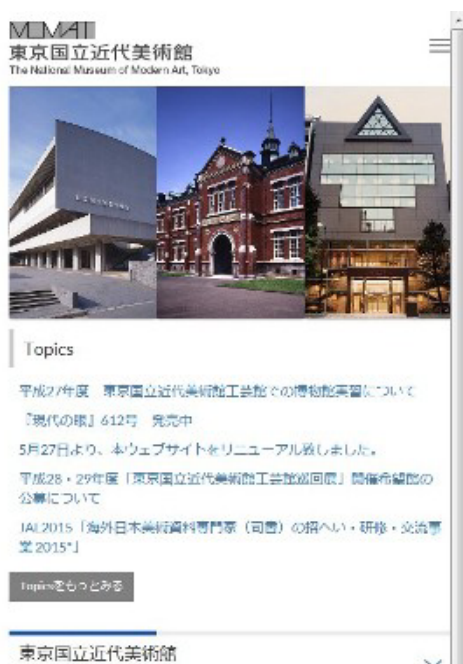 MOMAT
東京国立近代美術館
The National Museum of Modern Art, Tokyo
Topics
平成27年度 東京国立近代美術館工芸館での博物館実習について
『現代の眼』612号 発売中
5月27日より、本ウェブサイトをリニューアル致しました。
平成28・29年度「東京国立近代美術館工芸館巡回展」開催希望館の
公募について
JAL2015「海外日本美術資料専門家（司書）の招へい・研修・交流事
業 2015"」
Topicsをもっとみる
東京国立近代美術館